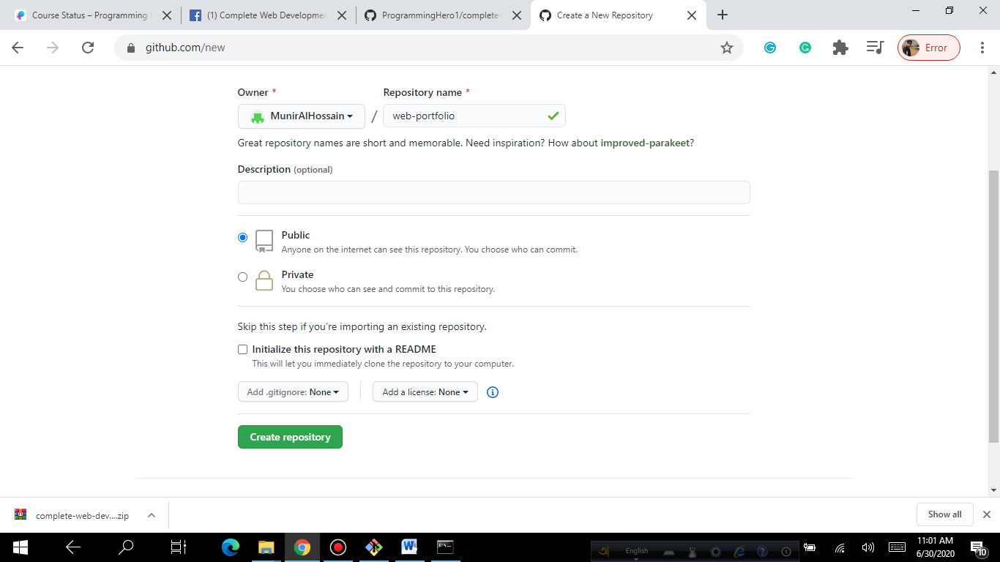 Course Status – Programming
(1) Complete Web Developme
ProgrammingHero1/complete-
Create a New Repository
github.com/new
Error
Owner *
Repository name *
MunirAlHossain
/
web-portfolio
Great repository names are short and memorable. Need inspiration? How about improved-parakeet?
Description (optional)
Public
Anyone on the internet can see this repository. You choose who can commit.
Private
You choose who can see and commit to this repository.
Skip this step if you’re importing an existing repository.
Initialize this repository with a README
This will let you immediately clone the repository to your computer.
Add .gitignore: None
Add a license: None
Create repository
complete-web-dev....zip
Show all
English
11:01 AM
6/30/2020
10